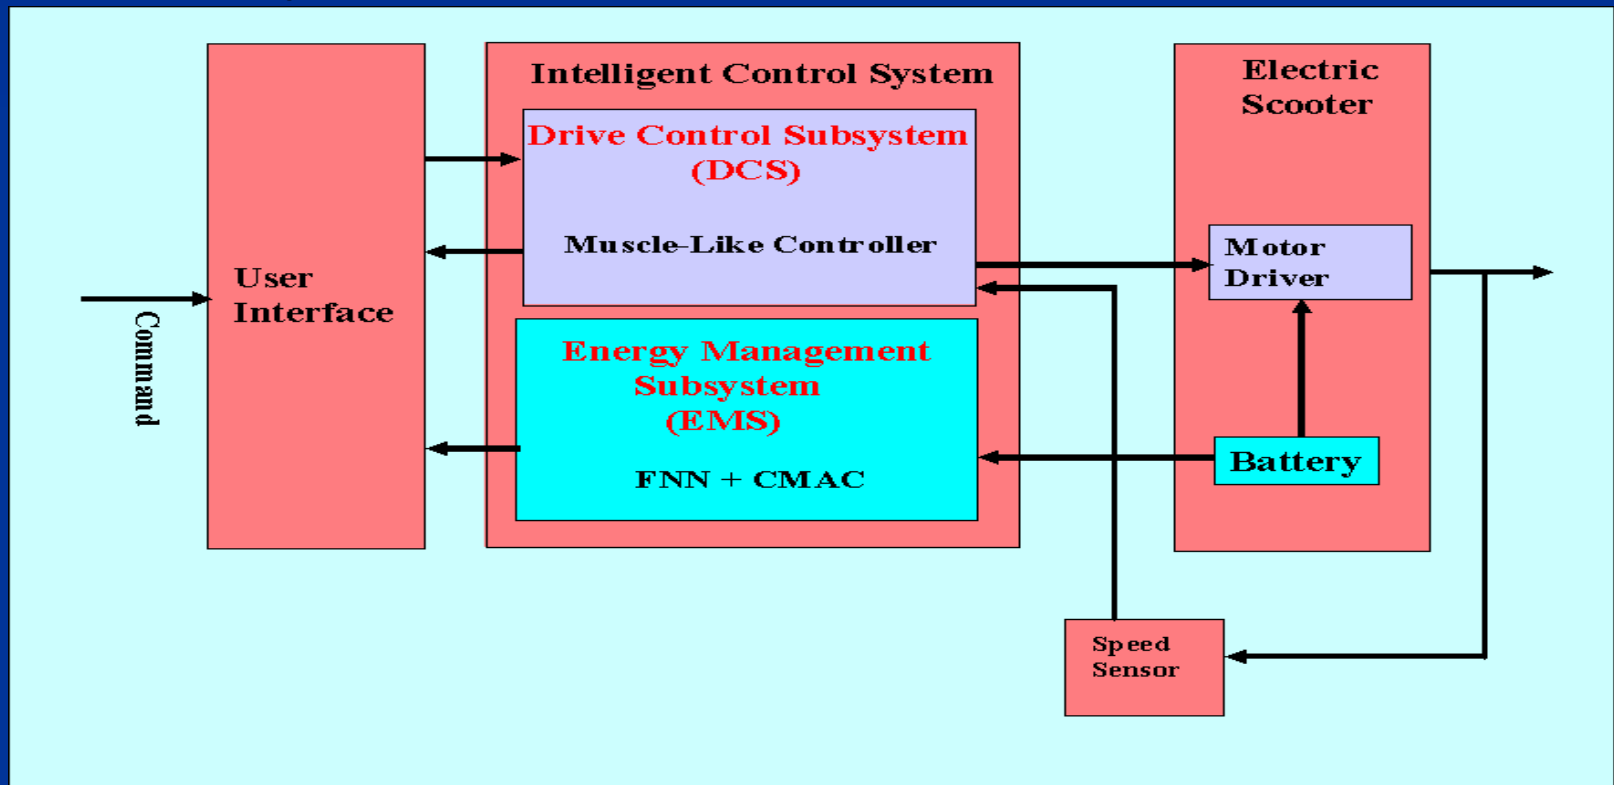 Command
User
Interface
Intelligent Control System
Drive Control Subsystem
(DCS)
Muscle-Like Controller
Energy Management
Subsystem
(EMS)
FNN + CMAC
Electric
Scooter
Motor
Driver
Battery
Speed
Sensor